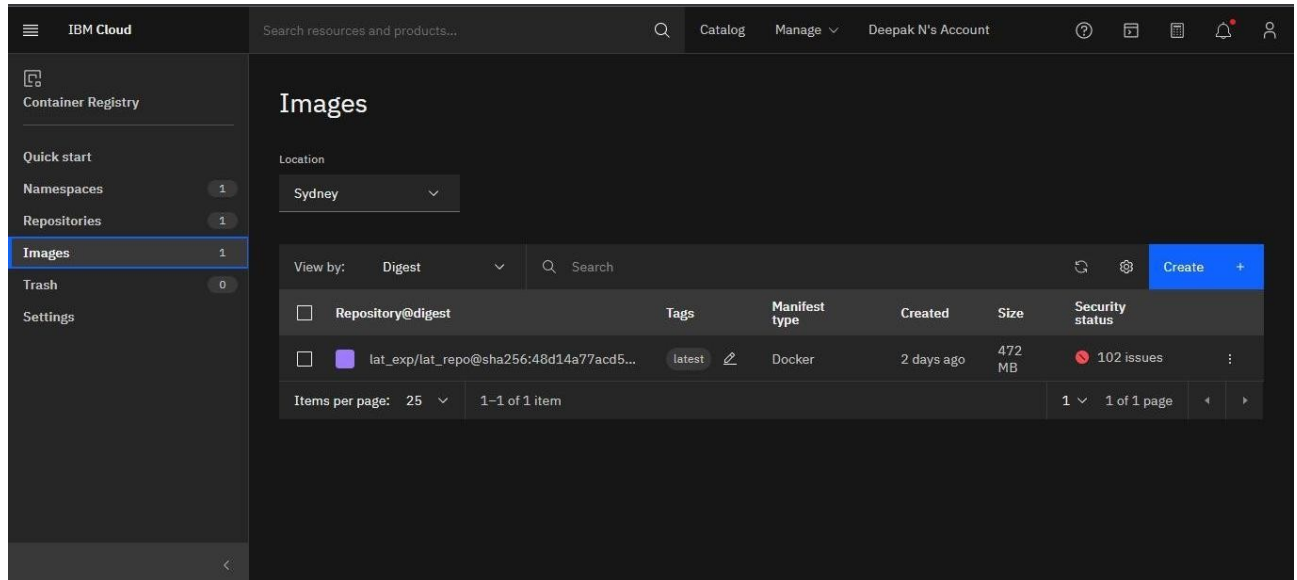 IBM Cloud
Search resources and products...
Catalog
Manage
Deepak N's Account
Container Registry
Quick start
Namespaces 1
Repositories 1
Images 1
Trash 0
Settings
Images
Location
Sydney
View by: Digest
Search
Create +
Repository@digest Tags Manifest type Created Size Security status
lat_exp/lat_repo@sha256:48d14a77acd5... latest Docker 2 days ago 472 MB 102 issues
Items per page: 25 1–1 of 1 item 1 1 of 1 page